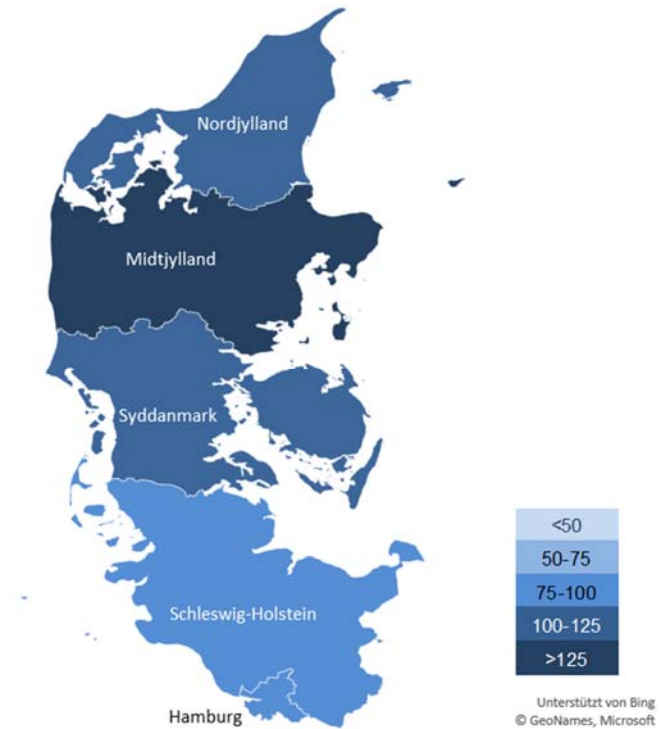 Nordjylland
Midtjylland
Syddanmark
Schleswig-Holstein
Hamburg
<50
50-75
75-100
100-125
>125
Unterstützt von Bing
© GeoNames, Microsoft